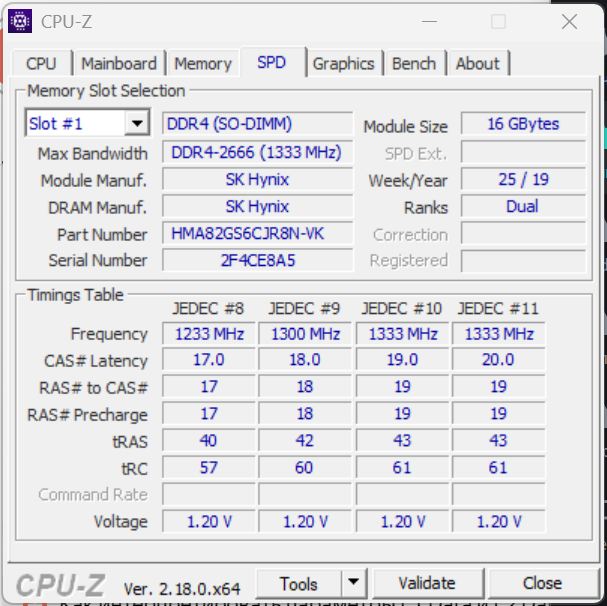 CPU-Z
CPU Mainboard Memory SPD Graphics Bench About
Memory Slot Selection
Slot #1 DDR4 (SO-DIMM) Module Size 16 GBytes
Max Bandwidth DDR4-2666 (1333 MHz) SPD Ext.
Module Manuf. SK Hynix Week/Year 25 / 19
DRAM Manuf. SK Hynix Ranks Dual
Part Number HMA82GS6CJR8N-VK Correction
Serial Number 2F4CE8A5 Registered
Timings Table
JEDEC #8 JEDEC #9 JEDEC #10 JEDEC #11
Frequency 1233 MHz 1300 MHz 1333 MHz 1333 MHz
CAS# Latency 17.0 18.0 19.0 20.0
RAS# to CAS# 17 18 19 19
RAS# Precharge 17 18 19 19
tRAS 40 42 43 43
tRC 57 60 61 61
Command Rate
Voltage 1.20 V 1.20 V 1.20 V 1.20 V
CPU-Z Ver. 2.18.0.x64 Tools Validate Close